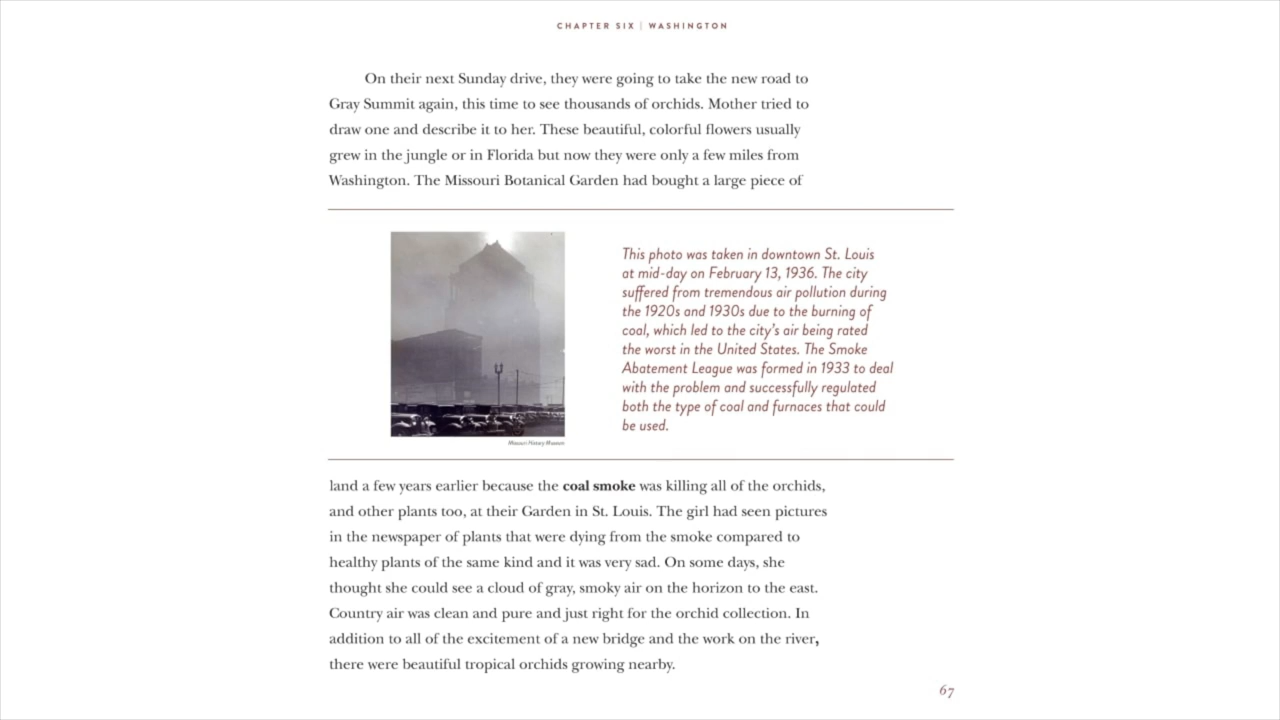 CHAPTER SIX | WASHINGTON
On their next Sunday drive, they were going to take the new road to
Gray Summit again, this time to see thousands of orchids. Mother tried to
draw one and describe it to her. These beautiful, colorful flowers usually
grew in the jungle or in Florida but now they were only a few miles from
Washington. The Missouri Botanical Garden had bought a large piece of
This photo was taken in downtown St. Louis
at mid-day on February 13, 1936. The city
suffered from tremendous air pollution during
the 1920s and 1930s due to the burning of
coal, which led to the city's air being rated
the worst in the United States. The Smoke
Abatement League was formed in 1933 to deal
with the problem and successfully regulated
both the type of coal and furnaces that could
be used.
Missouri History Museum
land a few years earlier because the coal smoke was killing all of the orchids,
and other plants too, at their Garden in St. Louis. The girl had seen pictures
in the newspaper of plants that were dying from the smoke compared to
healthy plants of the same kind and it was very sad. On some days, she
thought she could see a cloud of gray, smoky air on the horizon to the east.
Country air was clean and pure and just right for the orchid collection. In
addition to all of the excitement of a new bridge and the work on the river,
there were beautiful tropical orchids growing nearby.
67